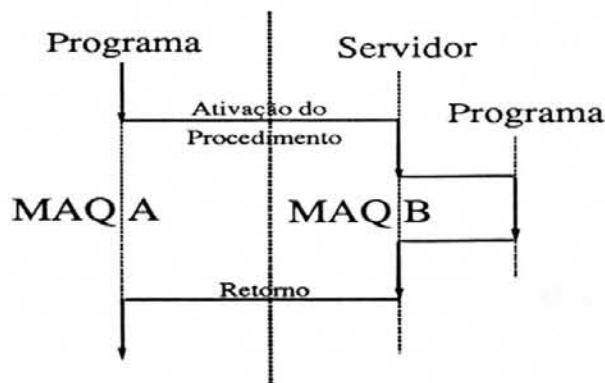 Programa
Servidor
Programa
Ativação do
Procedimento
MAQ A
MAQ B
Retorno